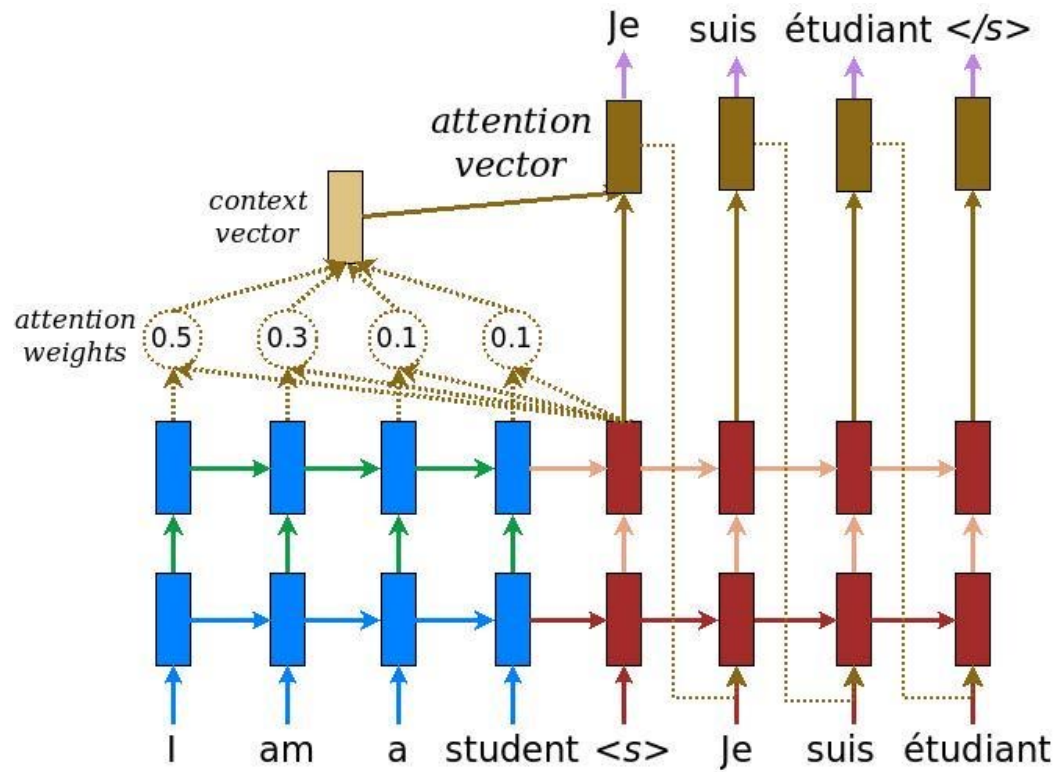 Je suis étudiant </s>
attention
vector
context
vector
attention
weights
0.5 0.3 0.1 0.1
I am a student <s> Je suis étudiant